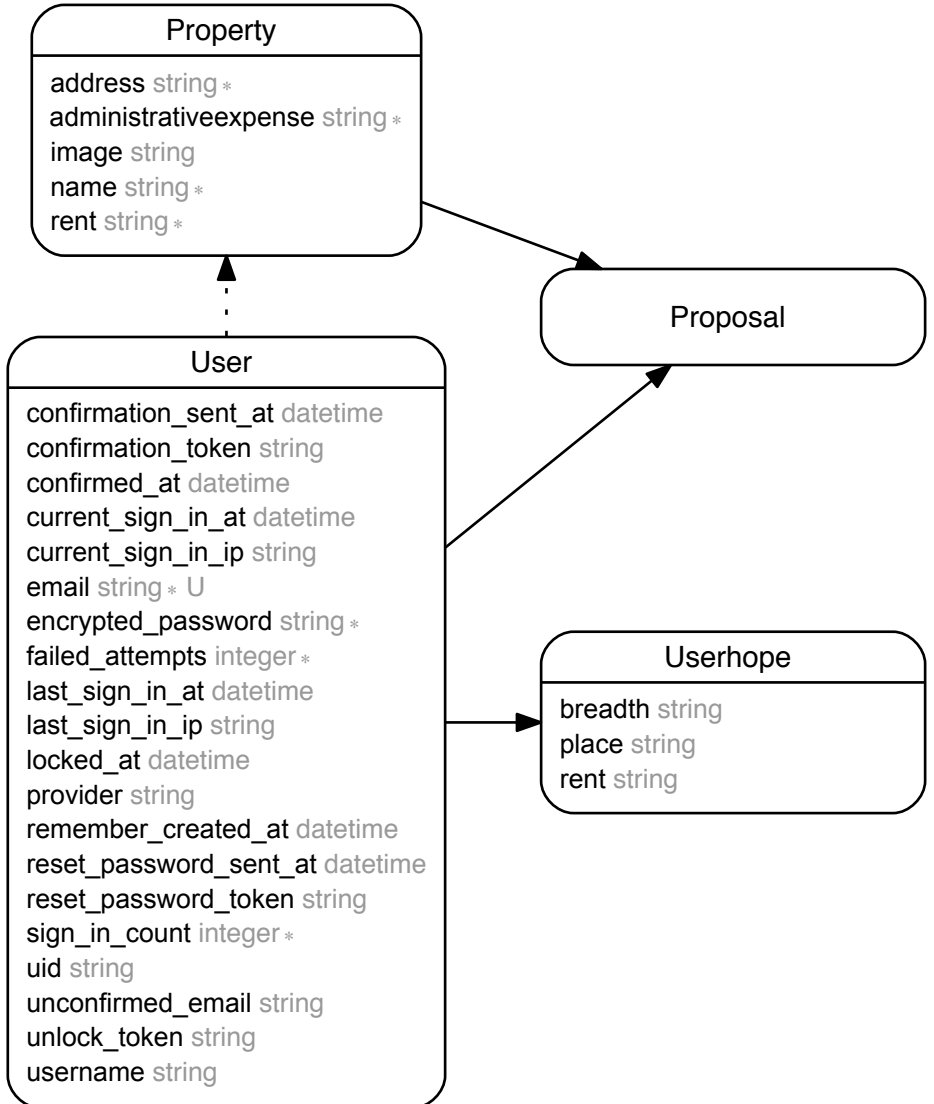 Property
address string *
administrativeexpense string *
image string
name string *
rent string *
Proposal
User
confirmation_sent_at datetime
confirmation_token string
confirmed_at datetime
current_sign_in_at datetime
current_sign_in_ip string
email string * U
encrypted_password string *
failed_attempts integer *
last_sign_in_at datetime
last_sign_in_ip string
locked_at datetime
provider string
remember_created_at datetime
reset_password_sent_at datetime
reset_password_token string
sign_in_count integer *
uid string
unconfirmed_email string
unlock_token string
username string
Userhope
breadth string
place string
rent string